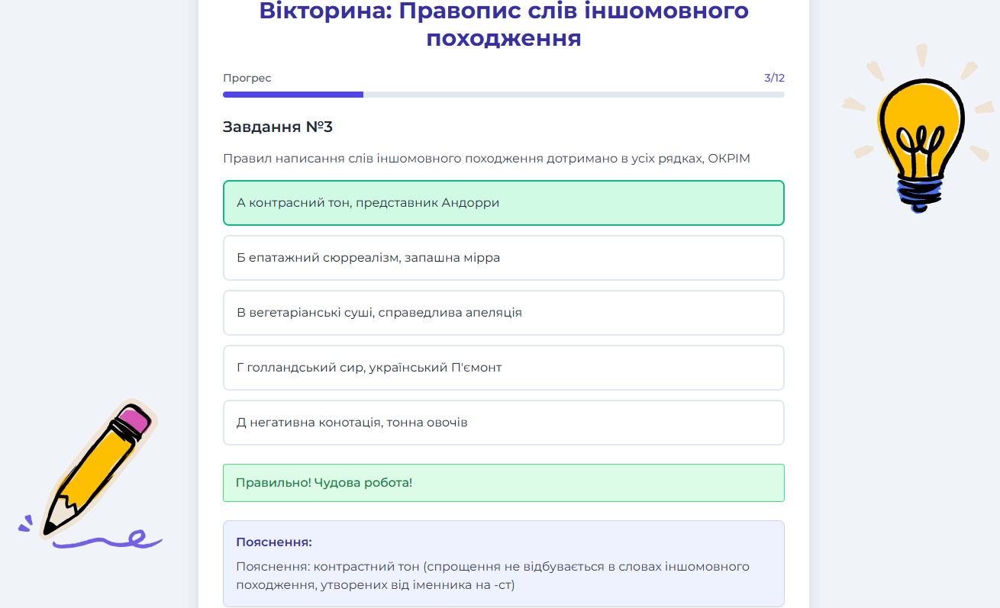 Вікторина: Правопис слів іншомовного
походження
Прогрес 3/12
Завдання №3
Правил написання слів іншомовного походження дотримано в усіх рядках, ОКРІМ
А контрасний тон, представник Андорри
Б епатажний сюрреалізм, запашна мірра
В вегетаріанські суші, справедлива апеляція
Г голландський сир, український П'ємонт
Д негативна конотація, тонна овочів
Правильно! Чудова робота!
Пояснення:
Пояснення: контрастний тон (спрощення не відбувається в словах іншомовного
походження, утворених від іменника на -ст)